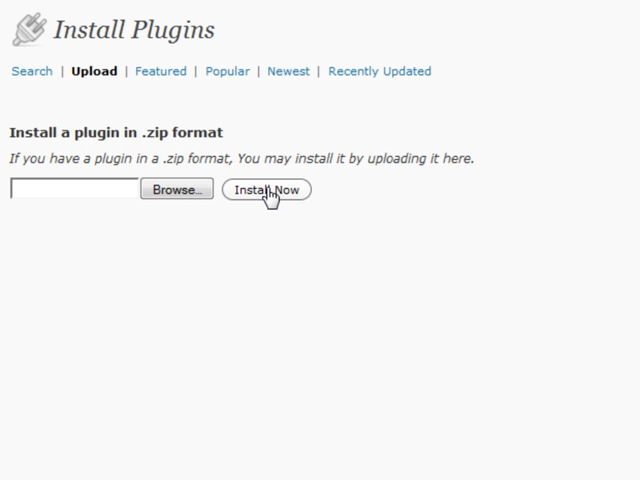 Install Plugins
Search | Upload | Featured | Popular | Newest | Recently Updated
Install a plugin in .zip format
If you have a plugin in a .zip format, You may install it by uploading it here.
Browse... Install Now